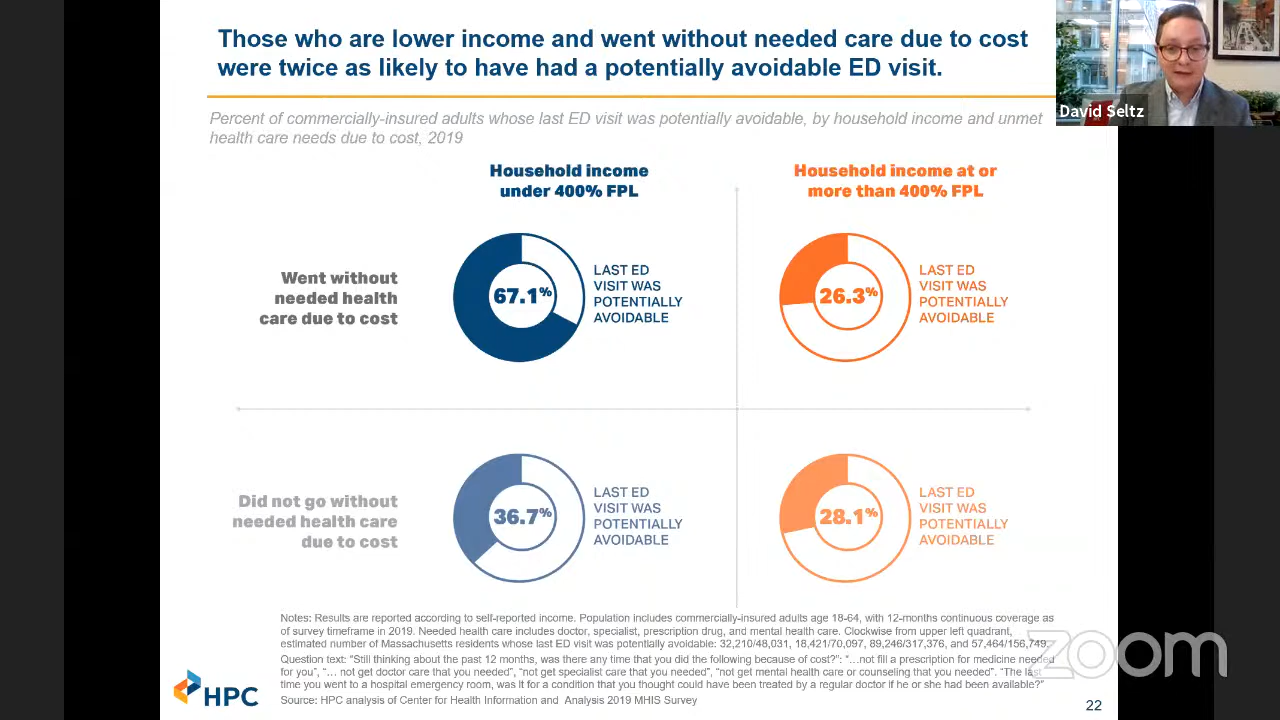 Those who are lower income and went without needed care due to cost
were twice as likely to have had a potentially avoidable ED visit.
David Seltz
Percent of commercially-insured adults whose last ED visit was potentially avoidable, by household income and unmet
health care needs due to cost, 2019
Household income
under 400% FPL
Household income at or
more than 400% FPL
Went without
needed health
care due to cost
67.1%
LAST ED
VISIT WAS
POTENTIALLY
AVOIDABLE
26.3%
LAST ED
VISIT WAS
POTENTIALLY
AVOIDABLE
Did not go without
needed health care
due to cost
36.7%
LAST ED
VISIT WAS
POTENTIALLY
AVOIDABLE
28.1%
LAST ED
VISIT WAS
POTENTIALLY
AVOIDABLE
Notes: Results are reported according to self-reported income. Population includes commercially-insured adults age 18-64, with 12-months continuous coverage as
of survey timeframe in 2019. Needed health care includes doctor, specialist, prescription drug, and mental health care. Clockwise from upper left quadrant,
estimated number of Massachusetts residents whose last ED visit was potentially avoidable: 32,210/48,031, 18,421/70,097, 89,246/317,376, and 57,464/156,749.
Question text: "Still thinking about the past 12 months, was there any time that you did the following because of cost?": "…not fill a prescription for medicine needed
for you", "… not get doctor care that you needed", "not get specialist care that you needed", "not get mental health care or counseling that you needed". "The last
time you went to a hospital emergency room, was it for a condition that you thought could have been treated by a regular doctor if he or she had been available?"
Source: HPC analysis of Center for Health Information and Analysis 2019 MHIS Survey
HPC
zoom
22